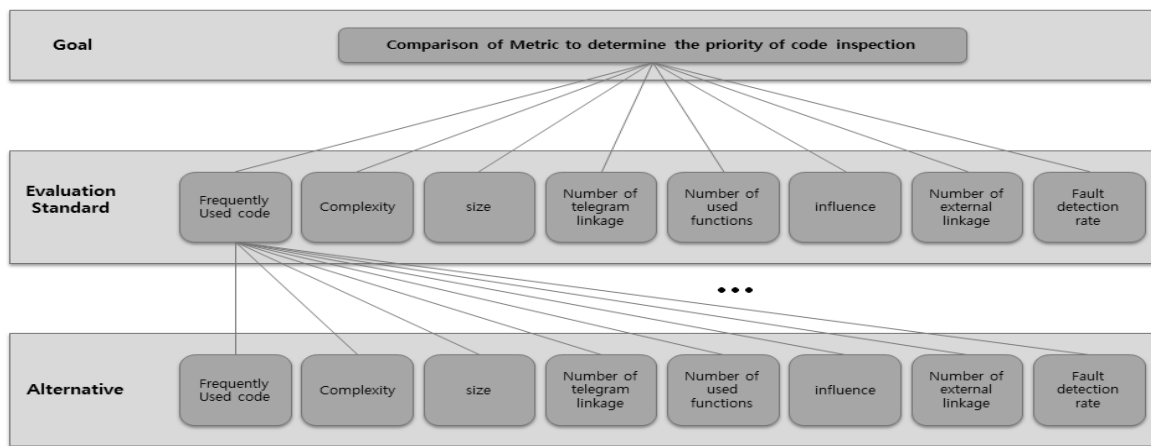 Goal
Comparison of Metric to determine the priority of code inspection
Evaluation
Standard
Frequently
Used code
Complexity
size
Number of
telegram
linkage
Number of
used
functions
influence
Number of
external
linkage
Fault
detection
rate
...
Alternative
Frequently
Used code
Complexity
size
Number of
telegram
linkage
Number of
used
functions
influence
Number of
external
linkage
Fault
detection
rate